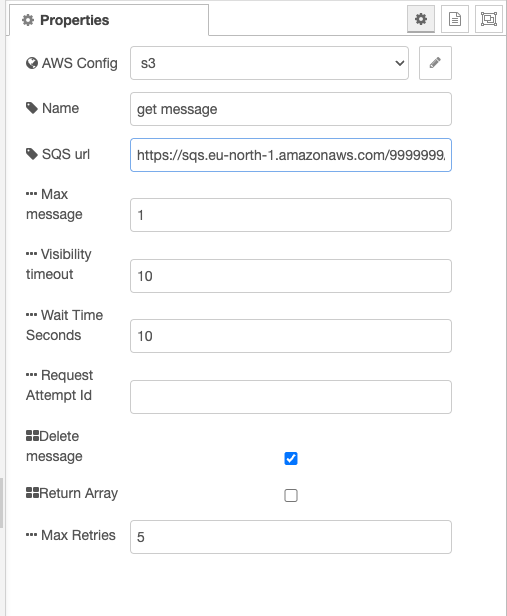 Properties
AWS Config s3
Name get message
SQS url https://sqs.eu-north-1.amazonaws.com/9999999
Max
message 1
Visibility
timeout 10
Wait Time
Seconds 10
Request
Attempt Id
Delete
message
Return Array
Max Retries 5